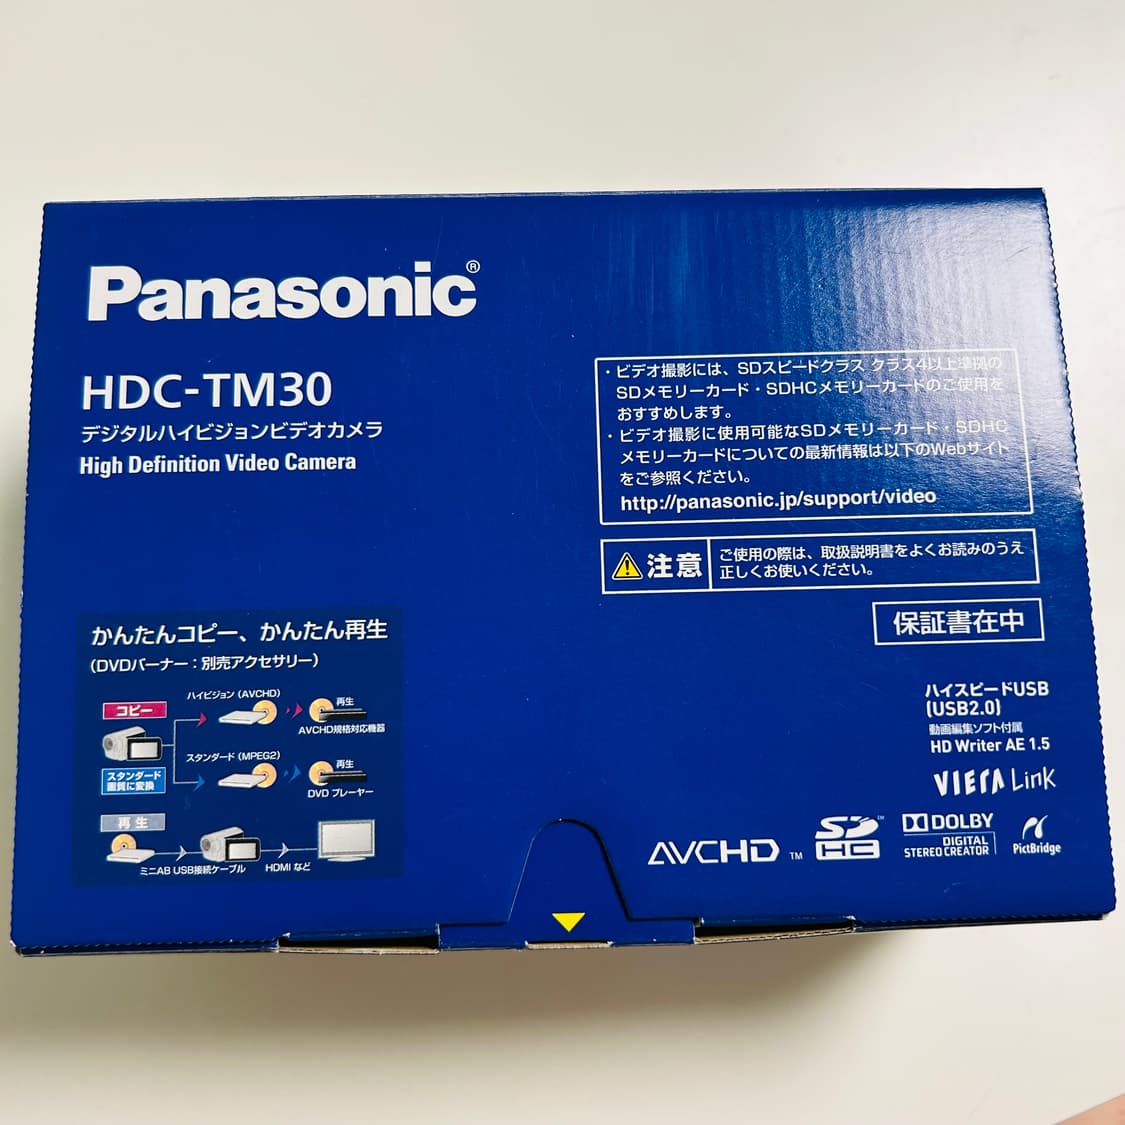 Panasonic®
HDC-TM30
デジタルハイビジョンビデオカメラ
High Definition Video Camera
・ビデオ撮影には、SDスピードクラス クラス4以上準拠の
SDメモリーカード・SDHCメモリーカードのご使用を
おすすめします。
・ビデオ撮影に使用可能なSDメモリーカード・SDHC
メモリーカードについての最新情報は以下のWebサイト
をご参照ください。
http://panasonic.jp/support/video
注意
ご使用の際は、取扱説明書をよくお読みのうえ
正しくお使いください。
保証書在中
かんたんコピー、かんたん再生
(DVDバーナー：別売アクセサリー)
ハイビジョン (AVCHD)
コピー
再生
AVCHD規格対応機器
スタンダード (MPEG2)
スタンダード
画質に変換
再生
DVD プレーヤー
再生
ミニAB USB接続ケーブル
HDMI など
ハイスピードUSB
(USB2.0)
動画編集ソフト付属
HD Writer AE 1.5
VIERA Link
AVCHD TM
SD HC TM
DOLBY
DIGITAL
STEREO CREATOR
PictBridge